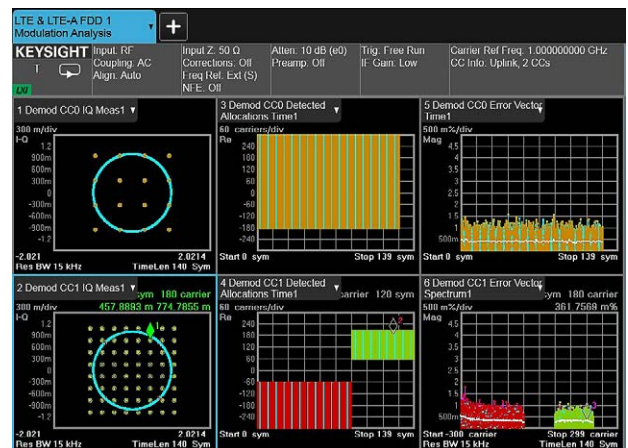 LTE & LTE-A FDD 1
Modulation Analysis
KEYSIGHT
LXI
Input: RF
Coupling: AC
Align: Auto
Input Z: 50 Ω
Corrections: Off
Freq Ref: Ext (S)
NFE: Off
Atten: 10 dB (e0)
Preamp: Off
Trig: Free Run
IF Gain: Low
Carrier Ref Freq: 1.000000000 GHz
CC Info: Uplink, 2 CCs
1 Demod CC0 IQ Meas1
300 m/div
I-Q
1.2
900m
600m
300m
0
-300m
-600m
-900m
-1.2
-2.021
2.0214
Res BW 15 kHz
TimeLen 140 Sym
3 Demod CC0 Detected
Allocations Time1
60 carriers/div
Re
240
180
120
60
0
-60
-120
-180
-240
Start 0 sym
Stop 139 sym
5 Demod CC0 Error Vector
Time1
500 m%/div
Mag
4.5
4
3.5
3
2.5
2
1.5
1
500m
Start 0 sym
Stop 139 sym
2 Demod CC1 IQ Meas1
sym 180 carrier
300 m/div
457.8893 m 774.7855 m
I-Q
1.2
900m
600m
300m
0
-300m
-600m
-900m
-1.2
1
-2.021
2.0214
Res BW 15 kHz
TimeLen 140 Sym
4 Demod CC1 Detected
Allocations Time1
carrier 120 sym
60 carriers/div
Re
240
180
120
60
0
-60
-120
-180
-240
2
Start 0 sym
Stop 139 sym
6 Demod CC1 Error Vector
Spectrum1
sym 180 carrier
500 m%/div
361.7569 m%
Mag
4.5
4
3.5
3
2.5
2
1.5
1
500m
3
Start -300 carrier
Stop 299 carrier
Res BW 15 kHz
TimeLen 140 Sym